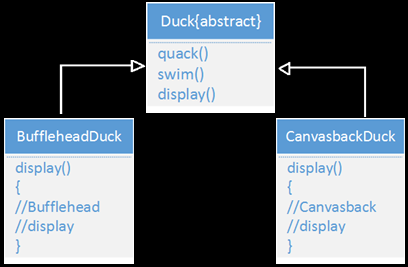 Duck{abstract}
quack()
swim()
display()
BuffleheadDuck
display()
{
//Bufflehead
//display
}
CanvasbackDuck
display()
{
//Canvasback
//display
}